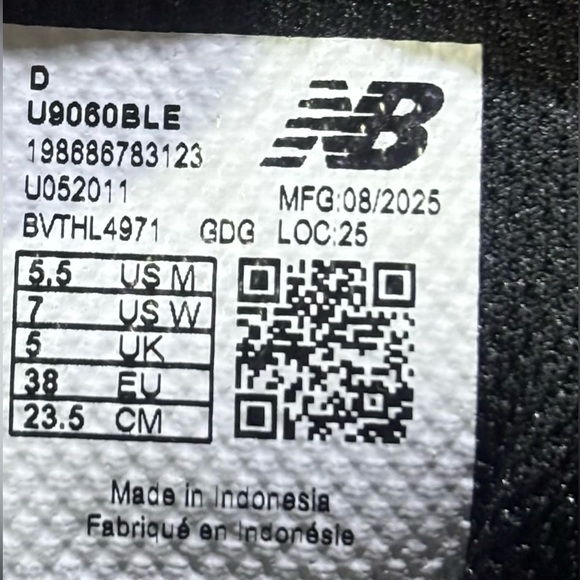 D
U9060BLE
198686783123
U052011
MFG:08/2025
BVTHL4971 GDG LOC:25
5.5 US M
7 US W
5 UK
38 EU
23.5 CM
Made in Indonesia
Fabriqué en Indonésie
NB